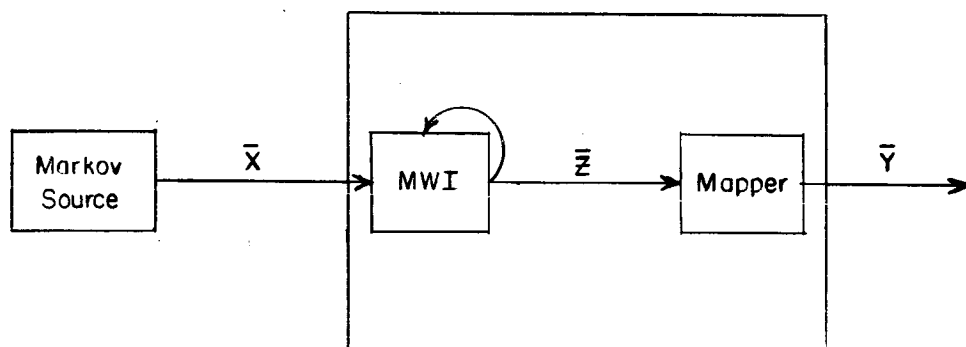 Markov
Source
X̄
MWI
Z̄
Mapper
Ȳ